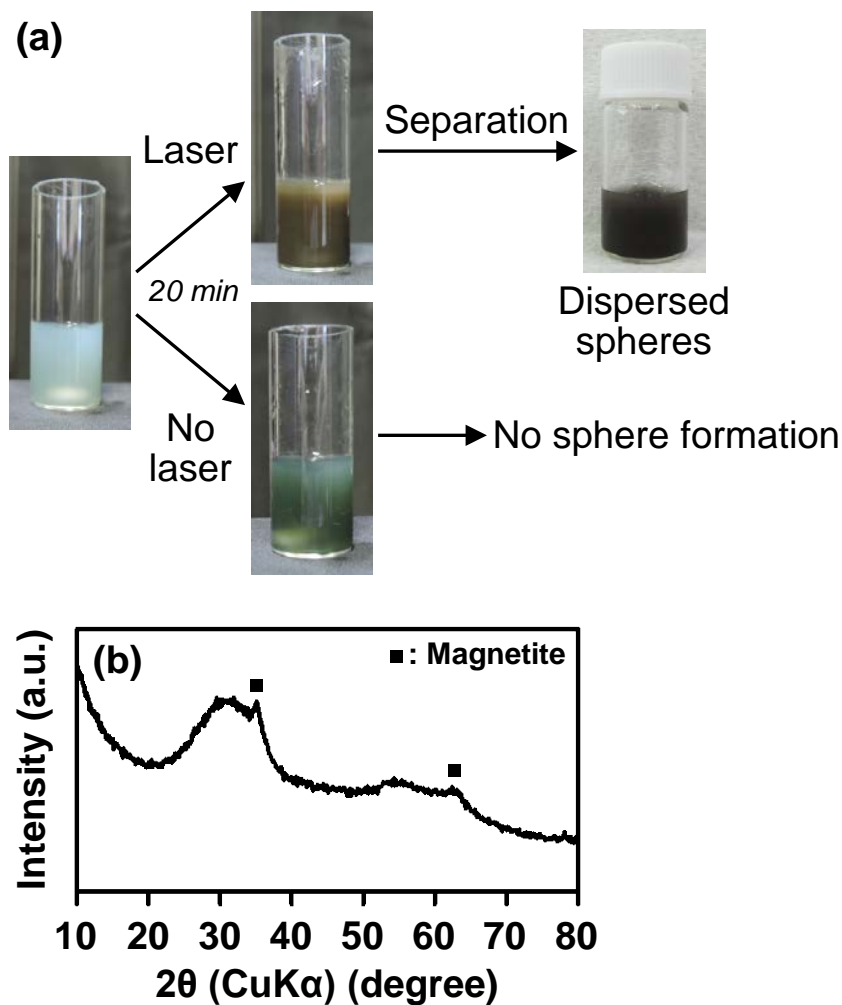 (a)
Laser
Separation
20 min
Dispersed
spheres
No
laser
No sphere formation
(b)
■: Magnetite
Intensity (a.u.)
10 20 30 40 50 60 70 80
2θ (CuKα) (degree)